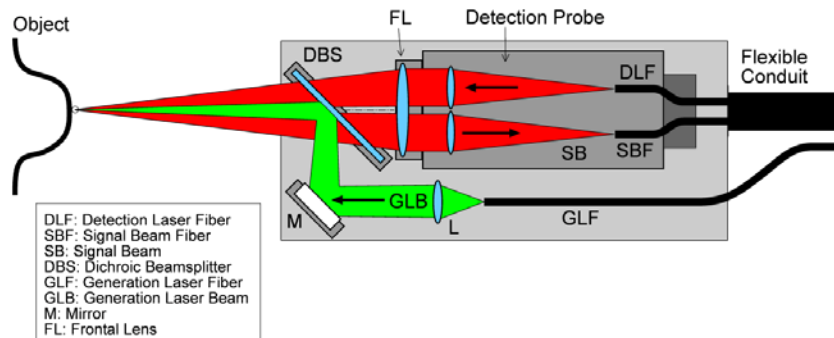 Object
FL
Detection Probe
DBS
DLF
Flexible
Conduit
SB
SBF
M
GLB
L
GLF
DLF: Detection Laser Fiber
SBF: Signal Beam Fiber
SB: Signal Beam
DBS: Dichroic Beamsplitter
GLF: Generation Laser Fiber
GLB: Generation Laser Beam
M: Mirror
FL: Frontal Lens